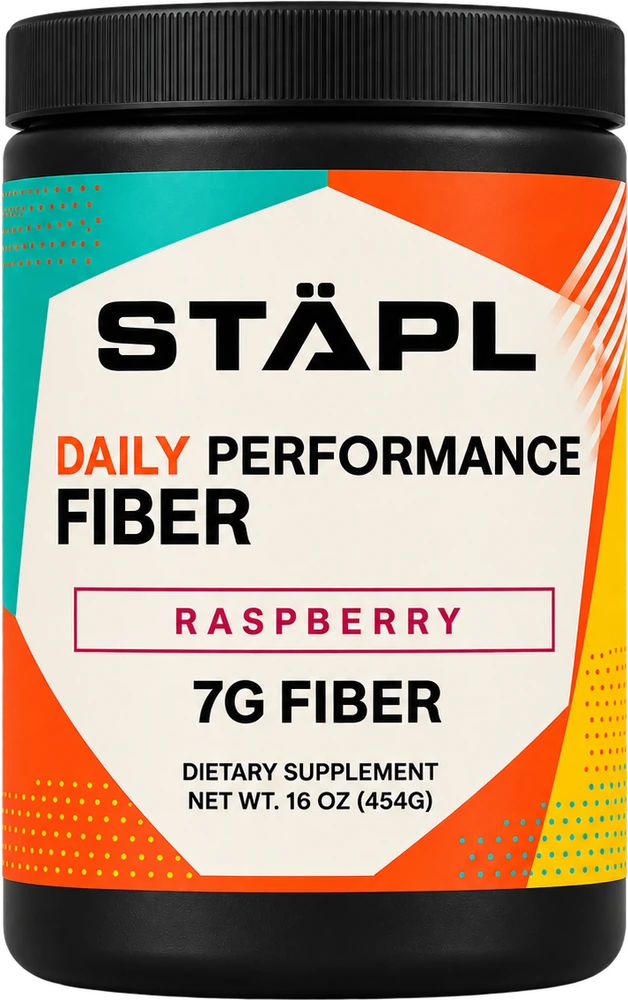 STÄPL
DAILY PERFORMANCE
FIBER
RASPBERRY
7G FIBER
DIETARY SUPPLEMENT
NET WT. 16 OZ (454G)